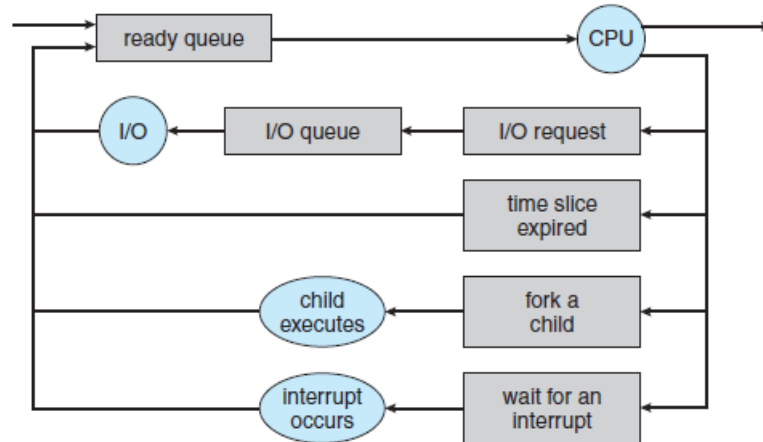 ready queue
CPU
I/O
I/O queue
I/O request
time slice
expired
child
executes
fork a
child
interrupt
occurs
wait for an
interrupt